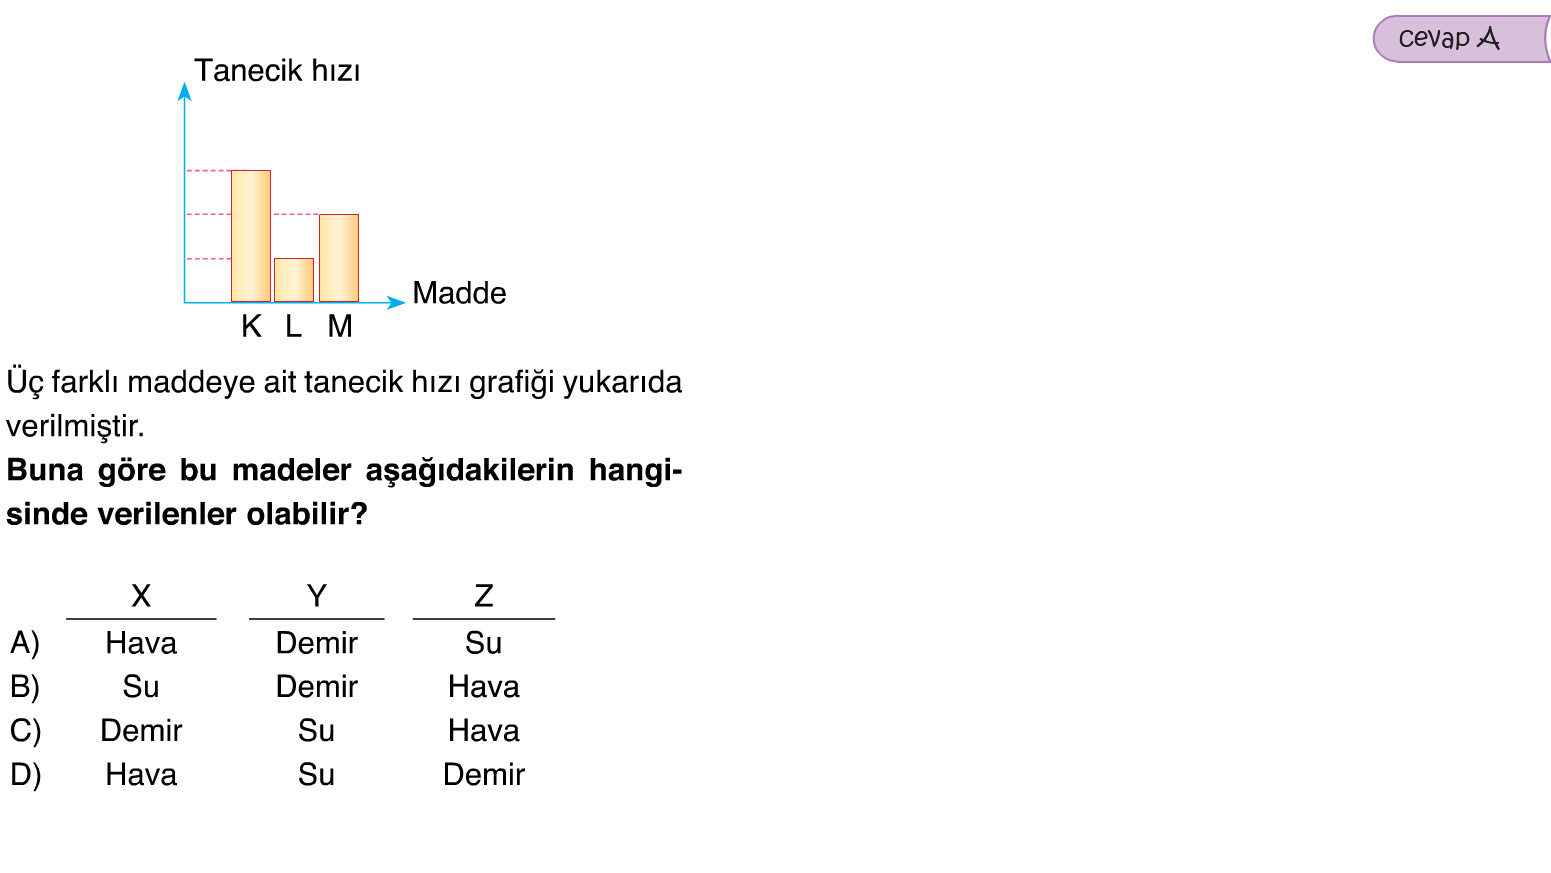 cevap A
Tanecik hızı
Madde
K L M
Üç farklı maddeye ait tanecik hızı grafiği yukarıda
verilmiştir.
Buna göre bu madeler aşağıdakilerin hangi-
sinde verilenler olabilir?
X Y Z
A) Hava Demir Su
B) Su Demir Hava
C) Demir Su Hava
D) Hava Su Demir